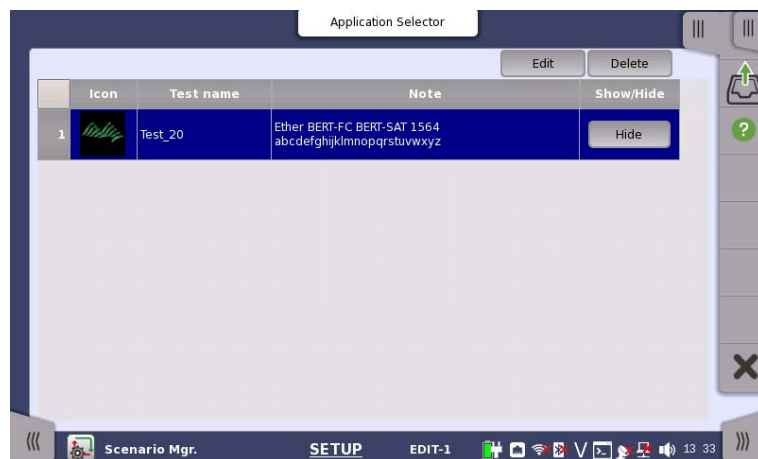 Application Selector
Edit Delete
Icon Test name Note Show/Hide
1 Test_20 Ether BERT-FC BERT-SAT 1564 Hide
abcdefghijklmnopqrstuvwxyz
?
Scenario Mgr. SETUP EDIT-1 13 33